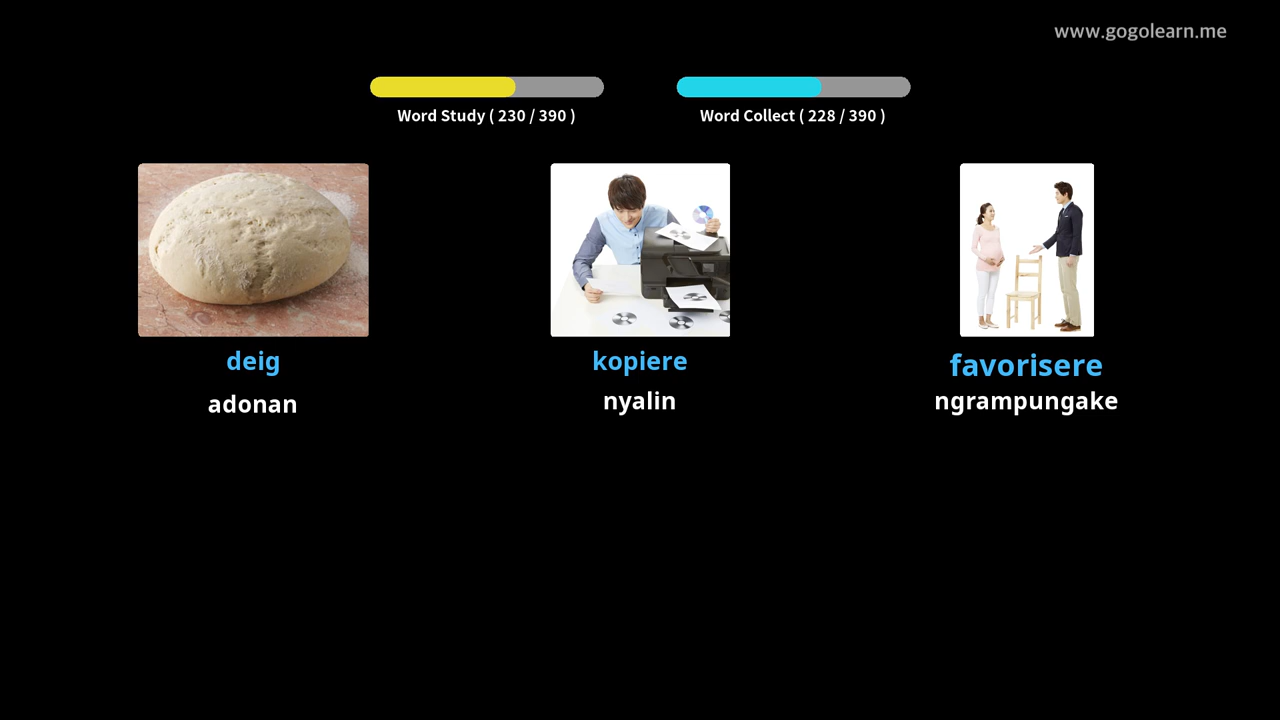 www.gogolearn.me
Word Study ( 230 / 390 )
Word Collect ( 228 / 390 )
deig
adonan
kopiere
nyalin
favorisere
ngrampungake